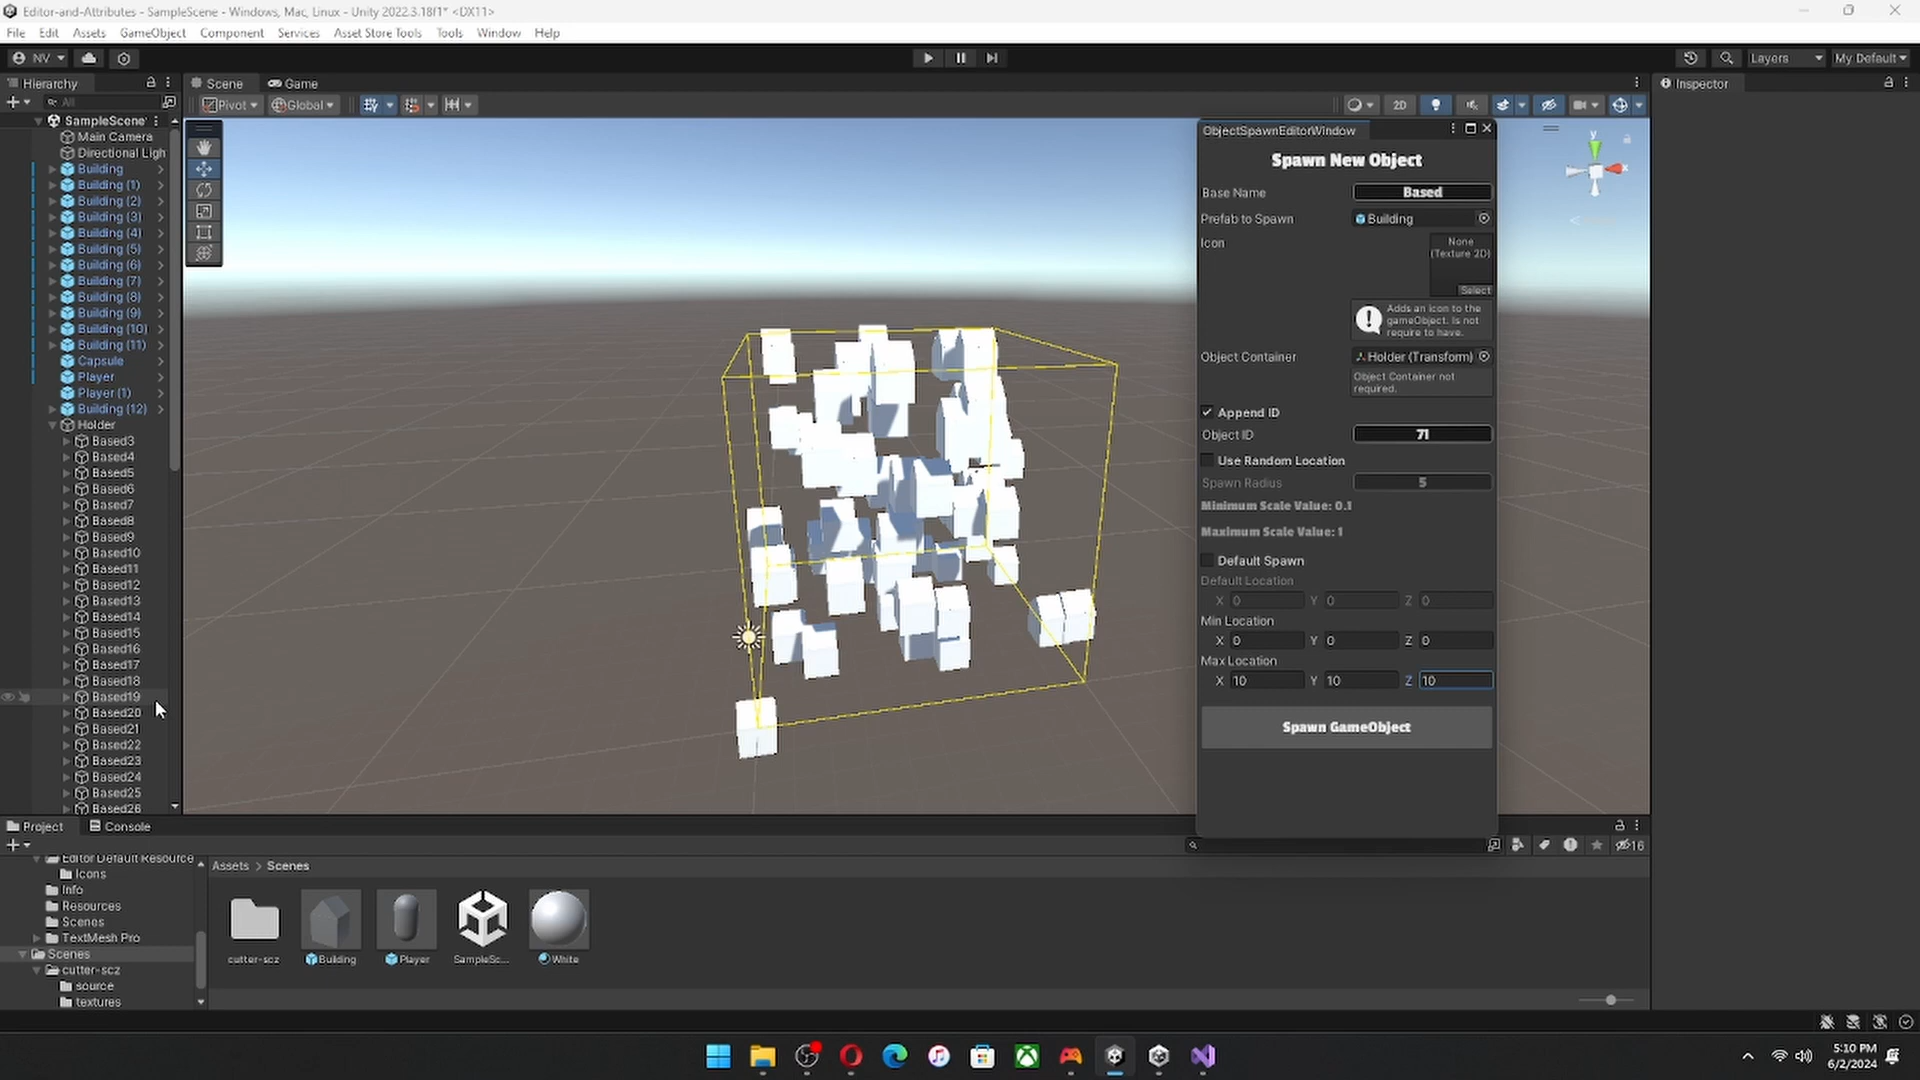 Editor-and-Attributes - SampleScene - Windows, Mac, Linux - Unity 2022.3.18f1* <DX11>
File Edit Assets GameObject Component Services Asset Store Tools Tools Window Help
NV
Layers
My Default
Hierarchy
Scene
Game
Inspector
All
Pivot
Global
2D
SampleScene*
Main Camera
Directional Ligh
Building
Building (1)
Building (2)
Building (3)
Building (4)
Building (5)
Building (6)
Building (7)
Building (8)
Building (9)
Building (10)
Building (11)
Capsule
Player
Player (1)
Building (12)
Holder
Based3
Based4
Based5
Based6
Based7
Based8
Based9
Based10
Based11
Based12
Based13
Based14
Based15
Based16
Based17
Based18
Based19
Based20
Based21
Based22
Based23
Based24
Based25
Based26
y
x
ObjectSpawnEditorWindow
Spawn New Object
Base Name Based
Prefab to Spawn Building
Icon
None
(Texture 2D)
Select
Adds an icon to the
gameObject. Is not
require to have.
Object Container Holder (Transform)
Object Container not
required.
Append ID
Object ID 71
Use Random Location
Spawn Radius 5
Minimum Scale Value: 0.1
Maximum Scale Value: 1
Default Spawn
Default Location
X 0 Y 0 Z 0
Min Location
X 0 Y 0 Z 0
Max Location
X 10 Y 10 Z 10
Spawn GameObject
Project
Console
16
Editor Default Resource
Icons
Info
Resources
Scenes
TextMesh Pro
Scenes
cutter-scz
source
textures
Assets > Scenes
cutter-scz
Building
Player
SampleSc...
White
5:10 PM
6/2/2024